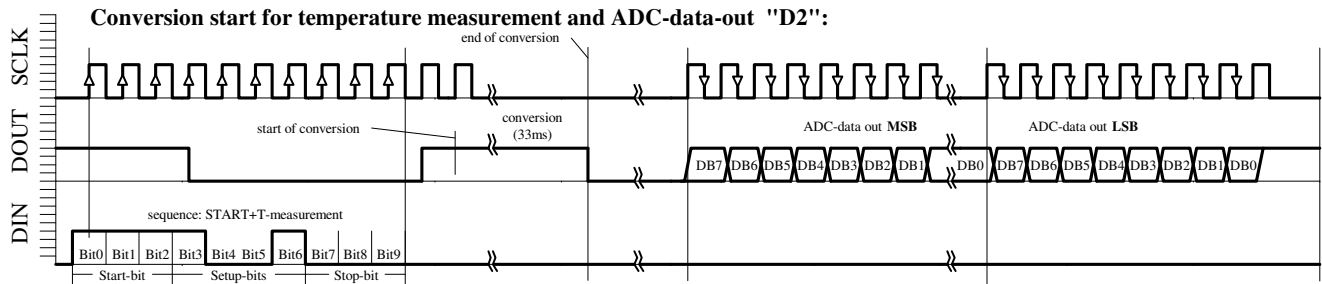 Conversion start for temperature measurement and ADC-data-out "D2":
end of conversion
SCLK
start of conversion
conversion
(33ms)
ADC-data out MSB
ADC-data out LSB
DOUT
DB7 DB6 DB5 DB4 DB3 DB2 DB1 DB0 DB7 DB6 DB5 DB4 DB3 DB2 DB1 DB0
sequence: START+T-measurement
DIN
Bit0 Bit1 Bit2 Bit3 Bit4 Bit5 Bit6 Bit7 Bit8 Bit9
Start-bit Setup-bits Stop-bit